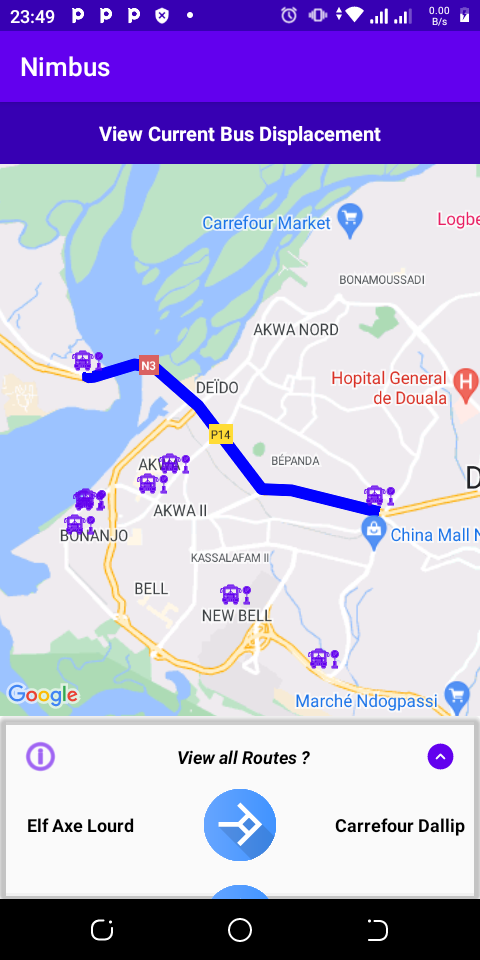 23:49
0.00
B/s
Nimbus
View Current Bus Displacement
Carrefour Market
Logbe
BONAMOUSSADI
AKWA NORD
N3
Hopital General
de Douala
DEÏDO
P14
BÉPANDA
AKWA
D
AKWA II
BONANJO
China Mall N
KASSALAFAM II
BELL
NEW BELL
Google
Marché Ndogpassi
View all Routes ?
Elf Axe Lourd
Carrefour Dallip